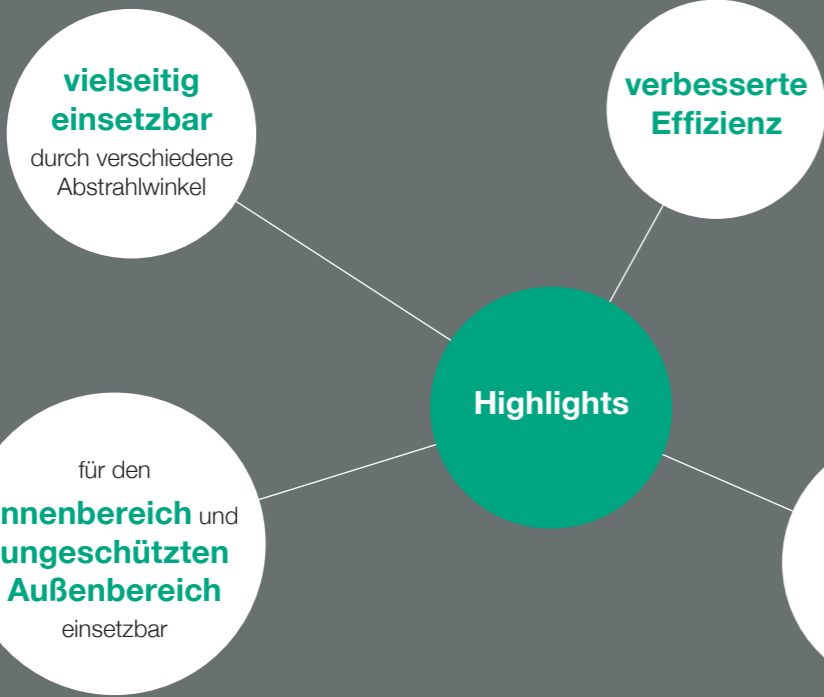 vielseitig
einsetzbar
durch verschiedene
Abstrahlwinkel
verbesserte
Effizienz
Highlights
für den
nnenbereich und
ungeschützten
Außenbereich
einsetzbar